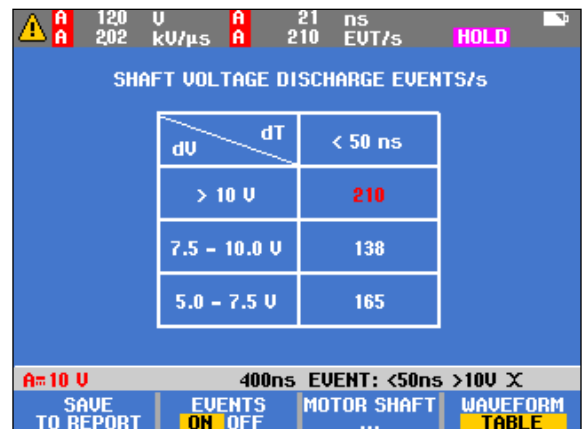 A 120 V A 21 ns
A 202 kV/µs A 210 EVT/s HOLD
SHAFT VOLTAGE DISCHARGE EVENTS/s
dV dT < 50 ns
> 10 V 210
7.5 - 10.0 V 138
5.0 - 7.5 V 165
A= 10 V 400ns EVENT: <50ns >10V
SAVE EVENTS MOTOR SHAFT WAVEFORM
TO REPORT ON OFF ... TABLE